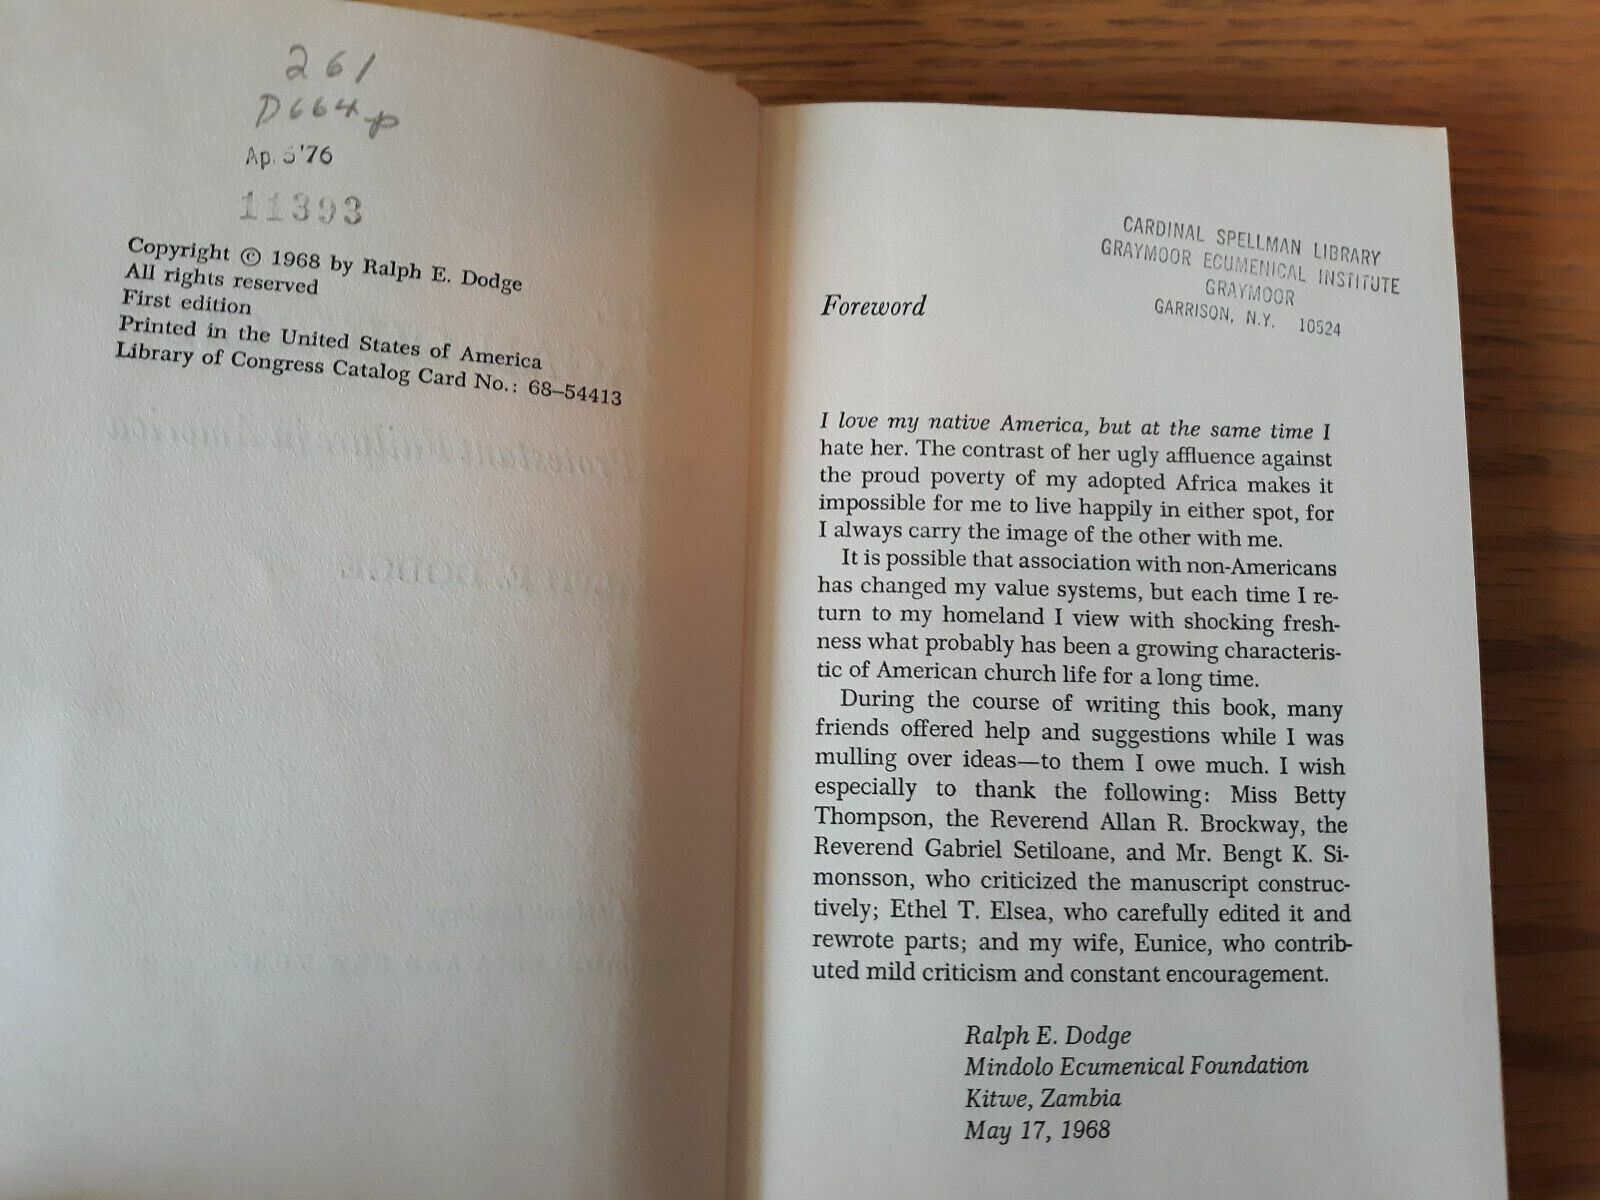 261
D664p
Ap. 5 '76
11393
Copyright © 1968 by Ralph E. Dodge
All rights reserved
First edition
Printed in the United States of America
Library of Congress Catalog Card No.: 68–54413
CARDINAL SPELLMAN LIBRARY
GRAYMOOR ECUMENICAL INSTITUTE
GRAYMOOR
GARRISON, N.Y. 10524
Foreword
I love my native America, but at the same time I
hate her. The contrast of her ugly affluence against
the proud poverty of my adopted Africa makes it
impossible for me to live happily in either spot, for
I always carry the image of the other with me.
It is possible that association with non-Americans
has changed my value systems, but each time I re-
turn to my homeland I view with shocking fresh-
ness what probably has been a growing characteris-
tic of American church life for a long time.
During the course of writing this book, many
friends offered help and suggestions while I was
mulling over ideas—to them I owe much. I wish
especially to thank the following: Miss Betty
Thompson, the Reverend Allan R. Brockway, the
Reverend Gabriel Setiloane, and Mr. Bengt K. Si-
monsson, who criticized the manuscript construc-
tively; Ethel T. Elsea, who carefully edited it and
rewrote parts; and my wife, Eunice, who contrib-
uted mild criticism and constant encouragement.
Ralph E. Dodge
Mindolo Ecumenical Foundation
Kitwe, Zambia
May 17, 1968